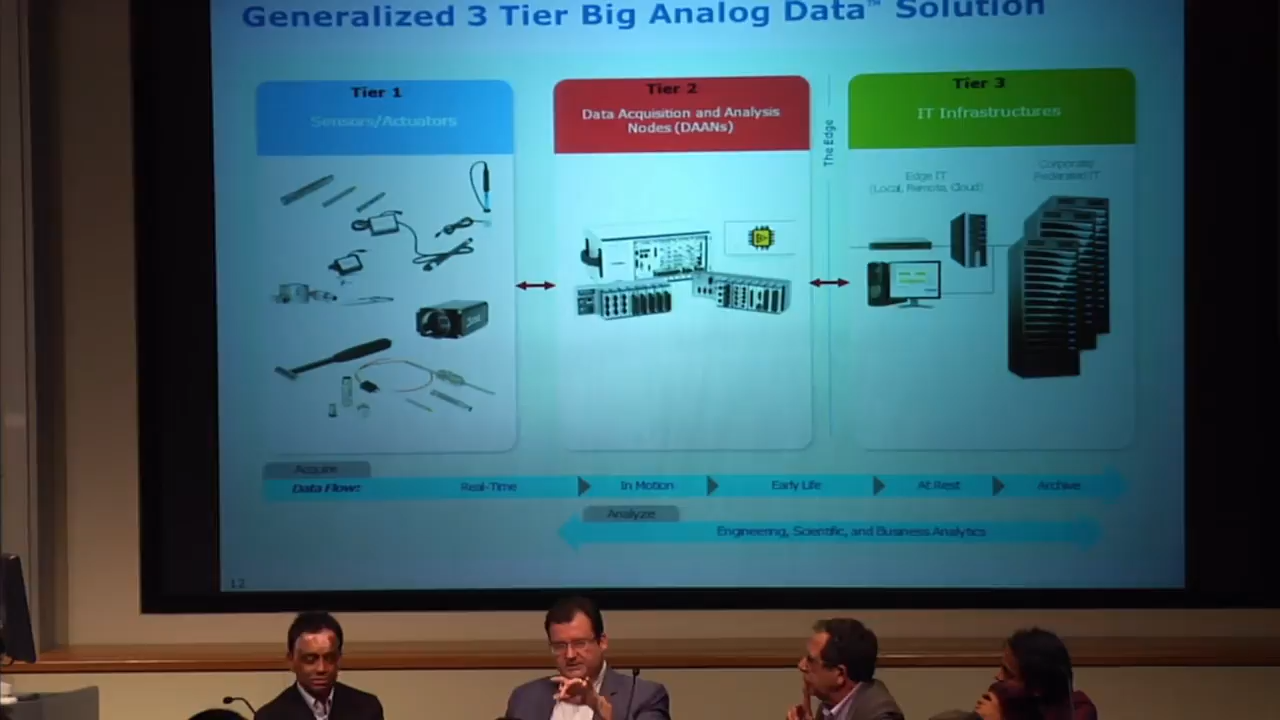 Generalized 3 Tier Big Analog Data™ Solution
Tier 1
Sensors/Actuators
Tier 2
Data Acquisition and Analysis
Nodes (DAANs)
The Edge
Tier 3
IT Infrastructures
Edge IT
(Local, Remote, Cloud)
Corporate
Federated IT
Acquire
Data Flow:
Real-Time
In Motion
Early Life
At Rest
Archive
Analyze
Engineering, Scientific, and Business Analytics
12